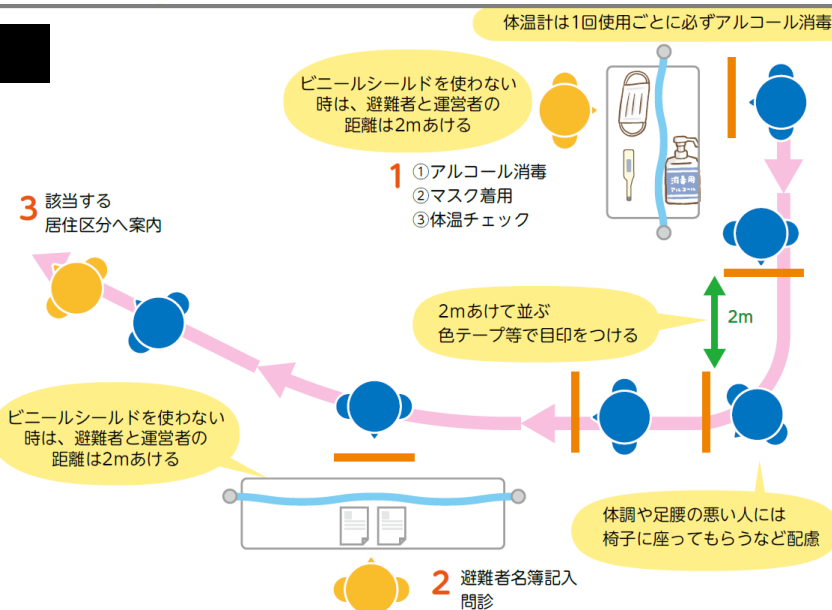 体温計は1回使用ごとに必ずアルコール消毒
ビニールシールドを使わない
時は、避難者と運営者の
距離は2mあける
1 ①アルコール消毒
②マスク着用
③体温チェック
消毒用
アルコール
3 該当する
居住区分へ案内
2mあけて並ぶ
色テープ等で目印をつける
2m
ビニールシールドを使わない
時は、避難者と運営者の
距離は2mあける
体調や足腰の悪い人には
椅子に座ってもらうなど配慮
2 避難者名簿記入
問診